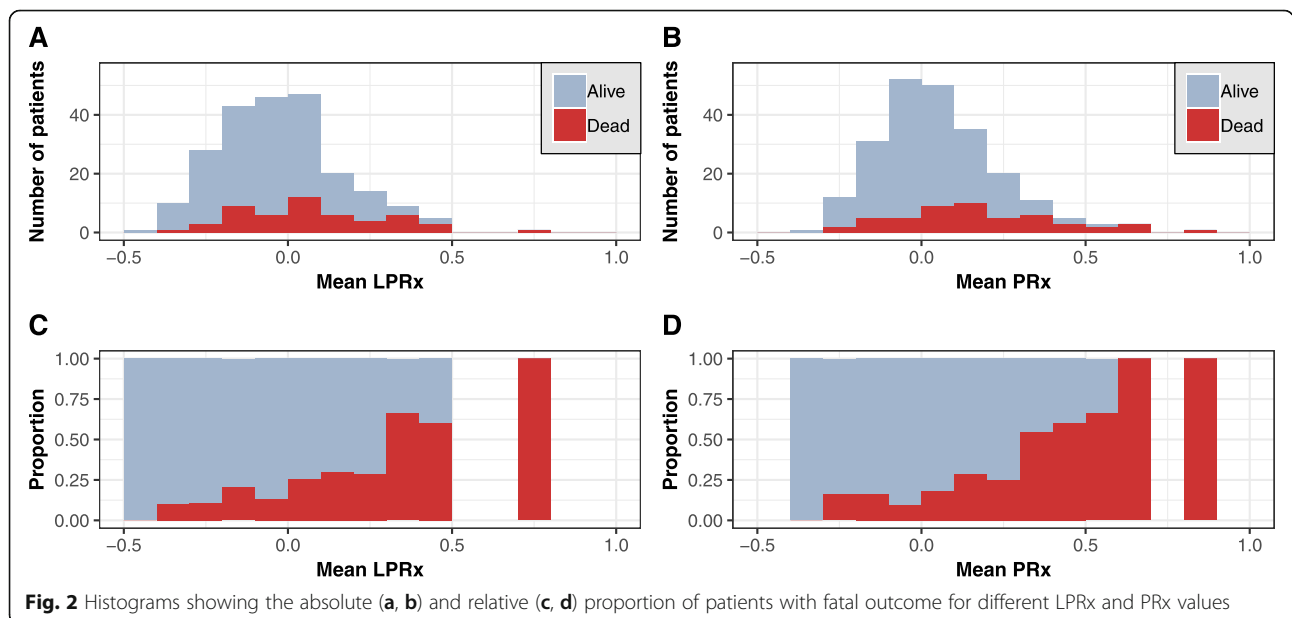 A
Number of patients
40
20
0
Alive
Dead
−0.5 0.0 0.5 1.0
Mean LPRx
B
Number of patients
40
20
0
Alive
Dead
−0.5 0.0 0.5 1.0
Mean PRx
C
Proportion
1.00
0.75
0.50
0.25
0.00
−0.5 0.0 0.5 1.0
Mean LPRx
D
Proportion
1.00
0.75
0.50
0.25
0.00
−0.5 0.0 0.5 1.0
Mean PRx
Fig. 2 Histograms showing the absolute (a, b) and relative (c, d) proportion of patients with fatal outcome for different LPRx and PRx values